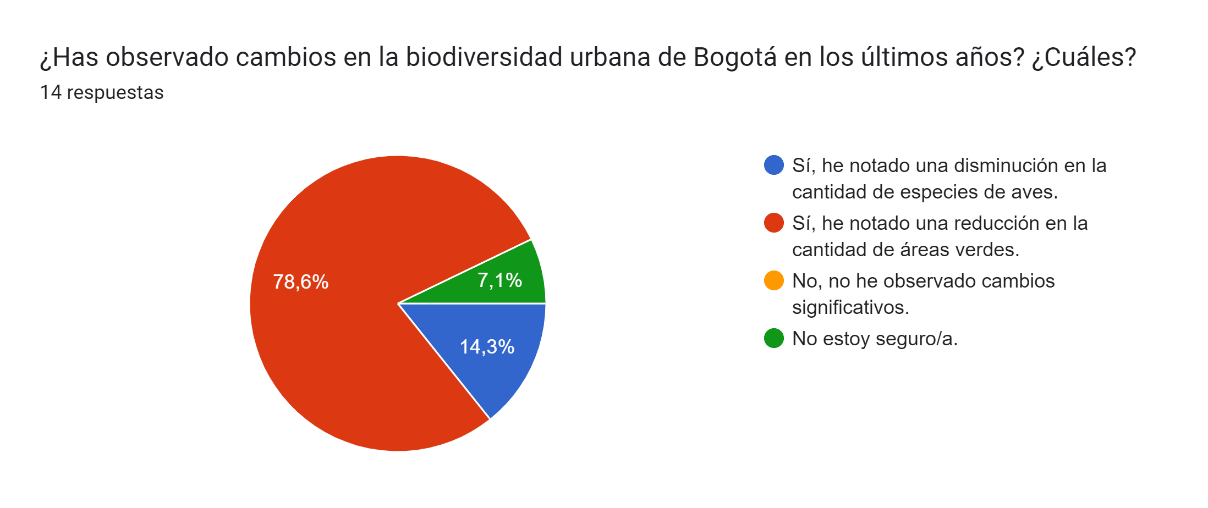 ¿Has observado cambios en la biodiversidad urbana de Bogotá en los últimos años? ¿Cuáles?
14 respuestas
78,6%
7,1%
14,3%
Sí, he notado una disminución en la
cantidad de especies de aves.
Sí, he notado una reducción en la
cantidad de áreas verdes.
No, no he observado cambios
significativos.
No estoy seguro/a.